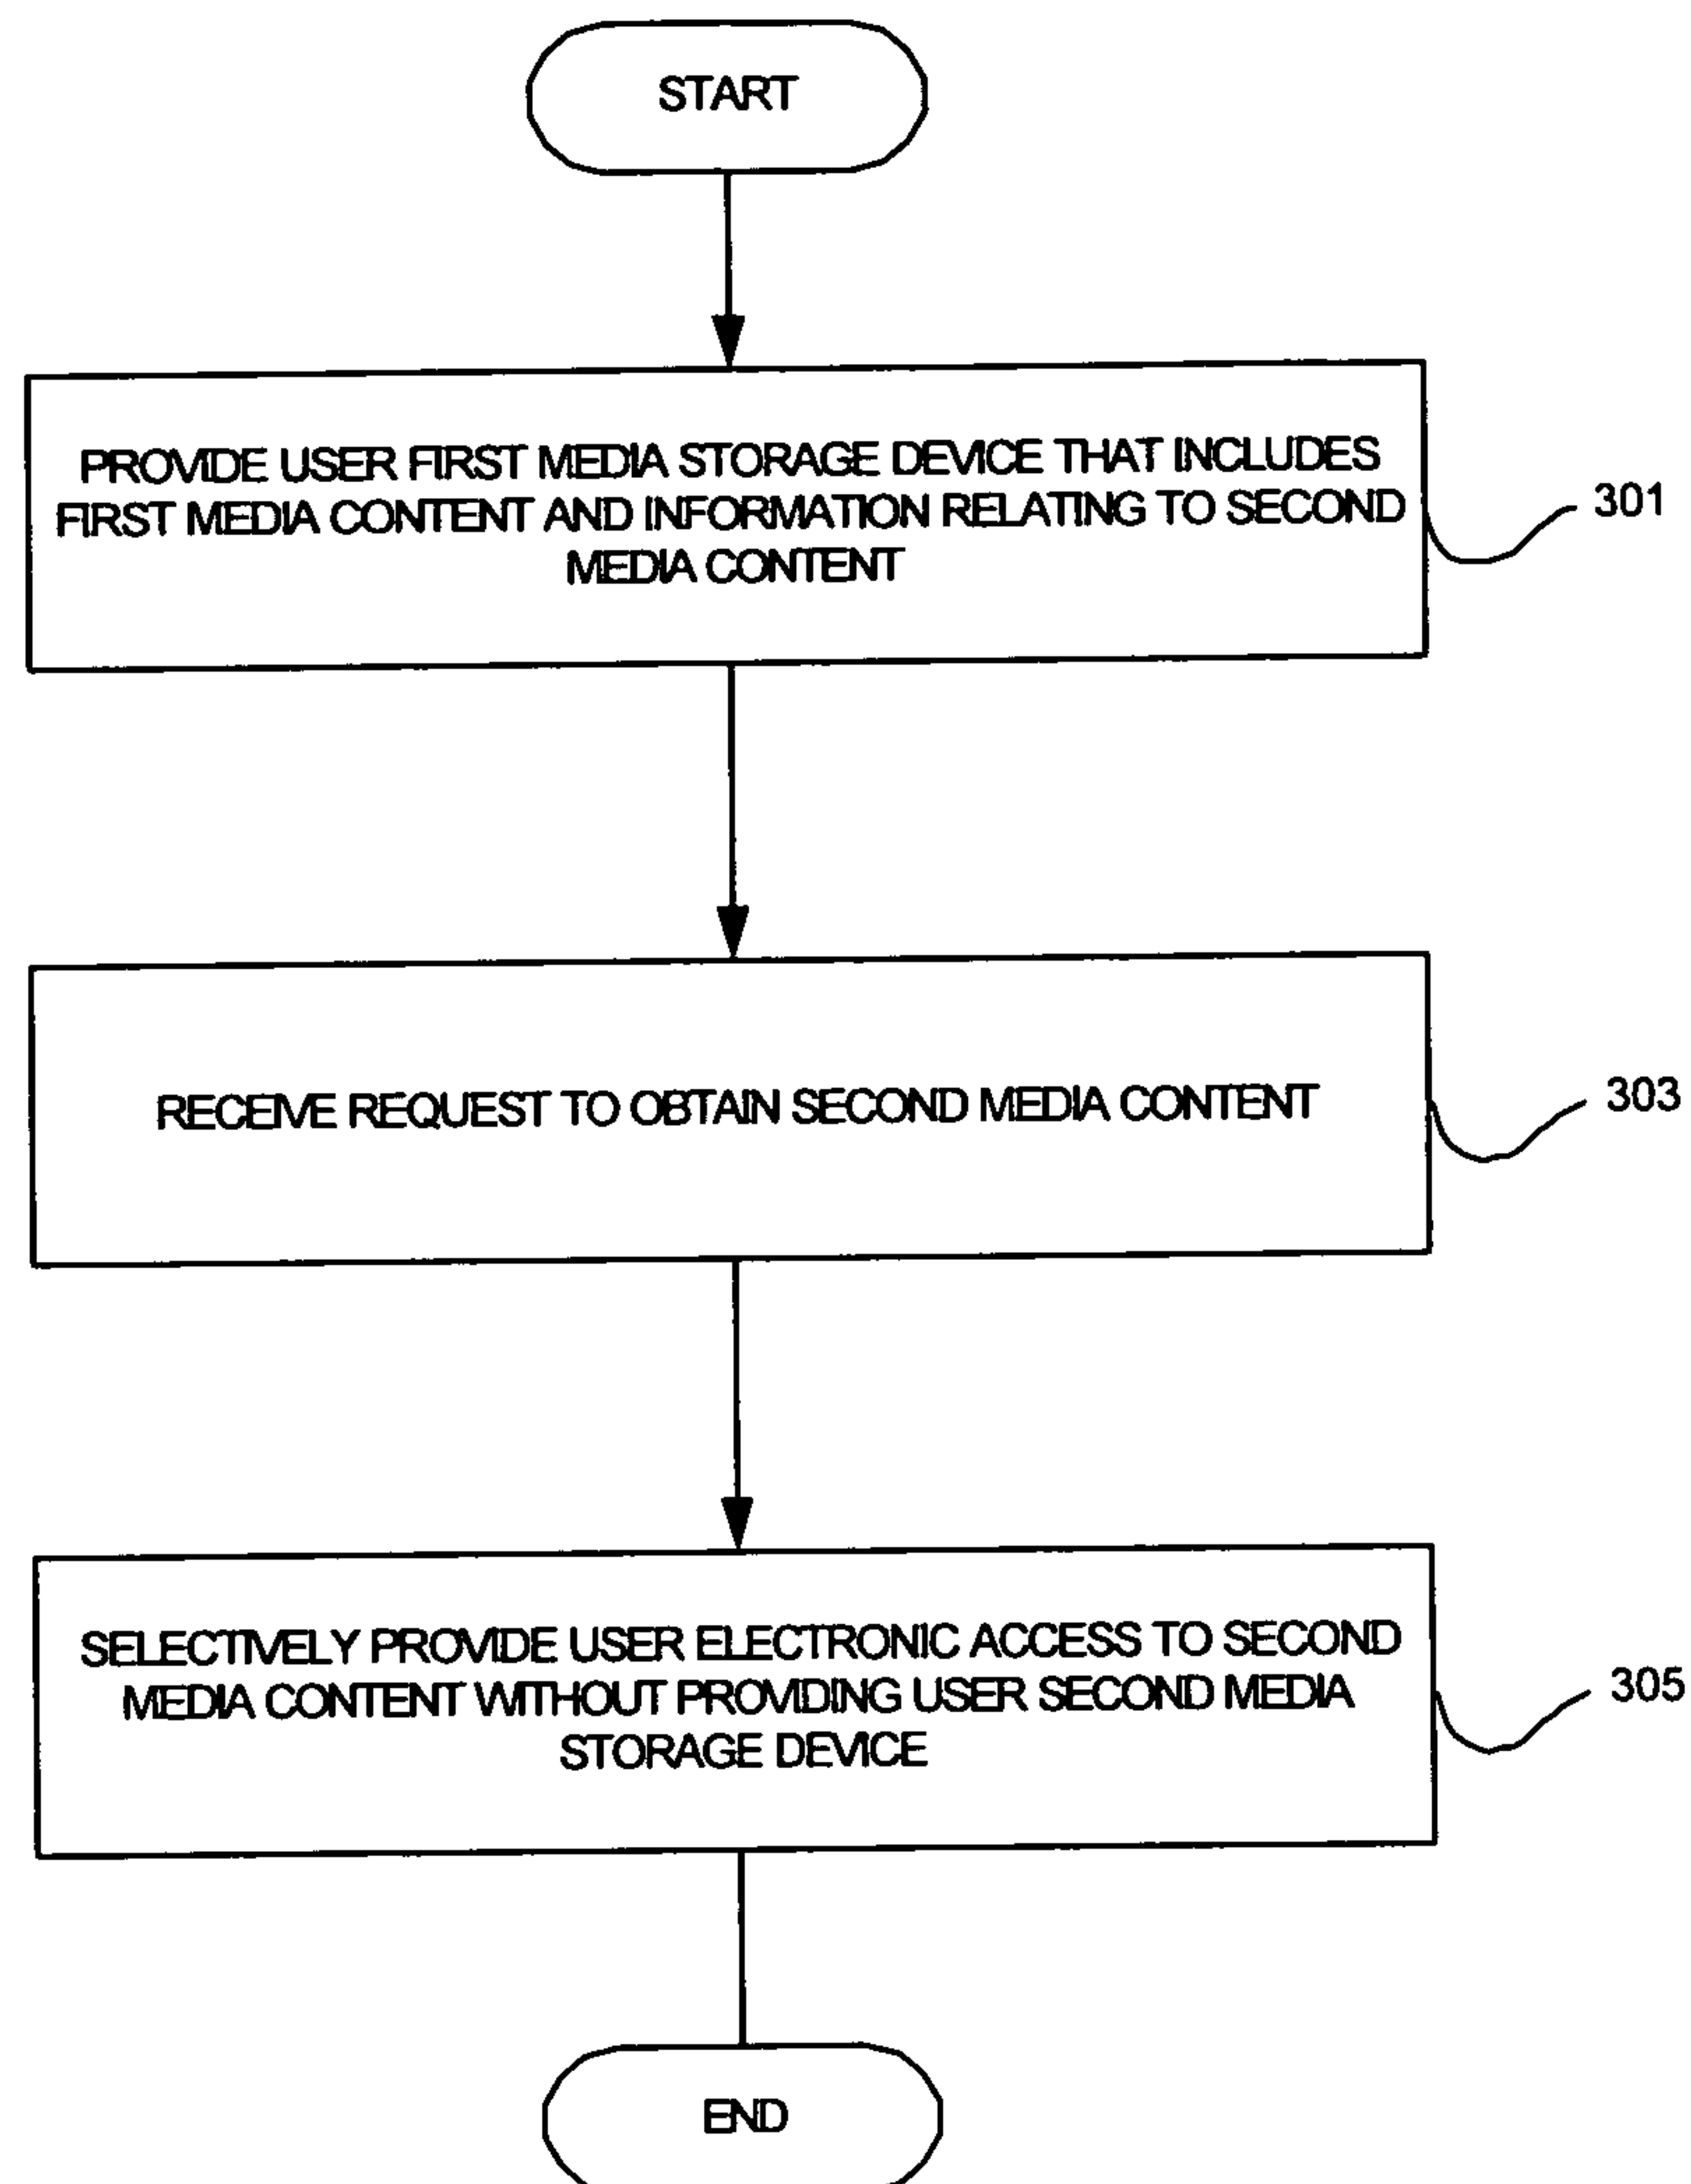 START
PROVIDE USER FIRST MEDIA STORAGE DEVICE THAT INCLUDES
FIRST MEDIA CONTENT AND INFORMATION RELATING TO SECOND
MEDIA CONTENT
301
RECEIVE REQUEST TO OBTAIN SECOND MEDIA CONTENT
303
SELECTIVELY PROVIDE USER ELECTRONIC ACCESS TO SECOND
MEDIA CONTENT WITHOUT PROVIDING USER SECOND MEDIA
STORAGE DEVICE
305
END